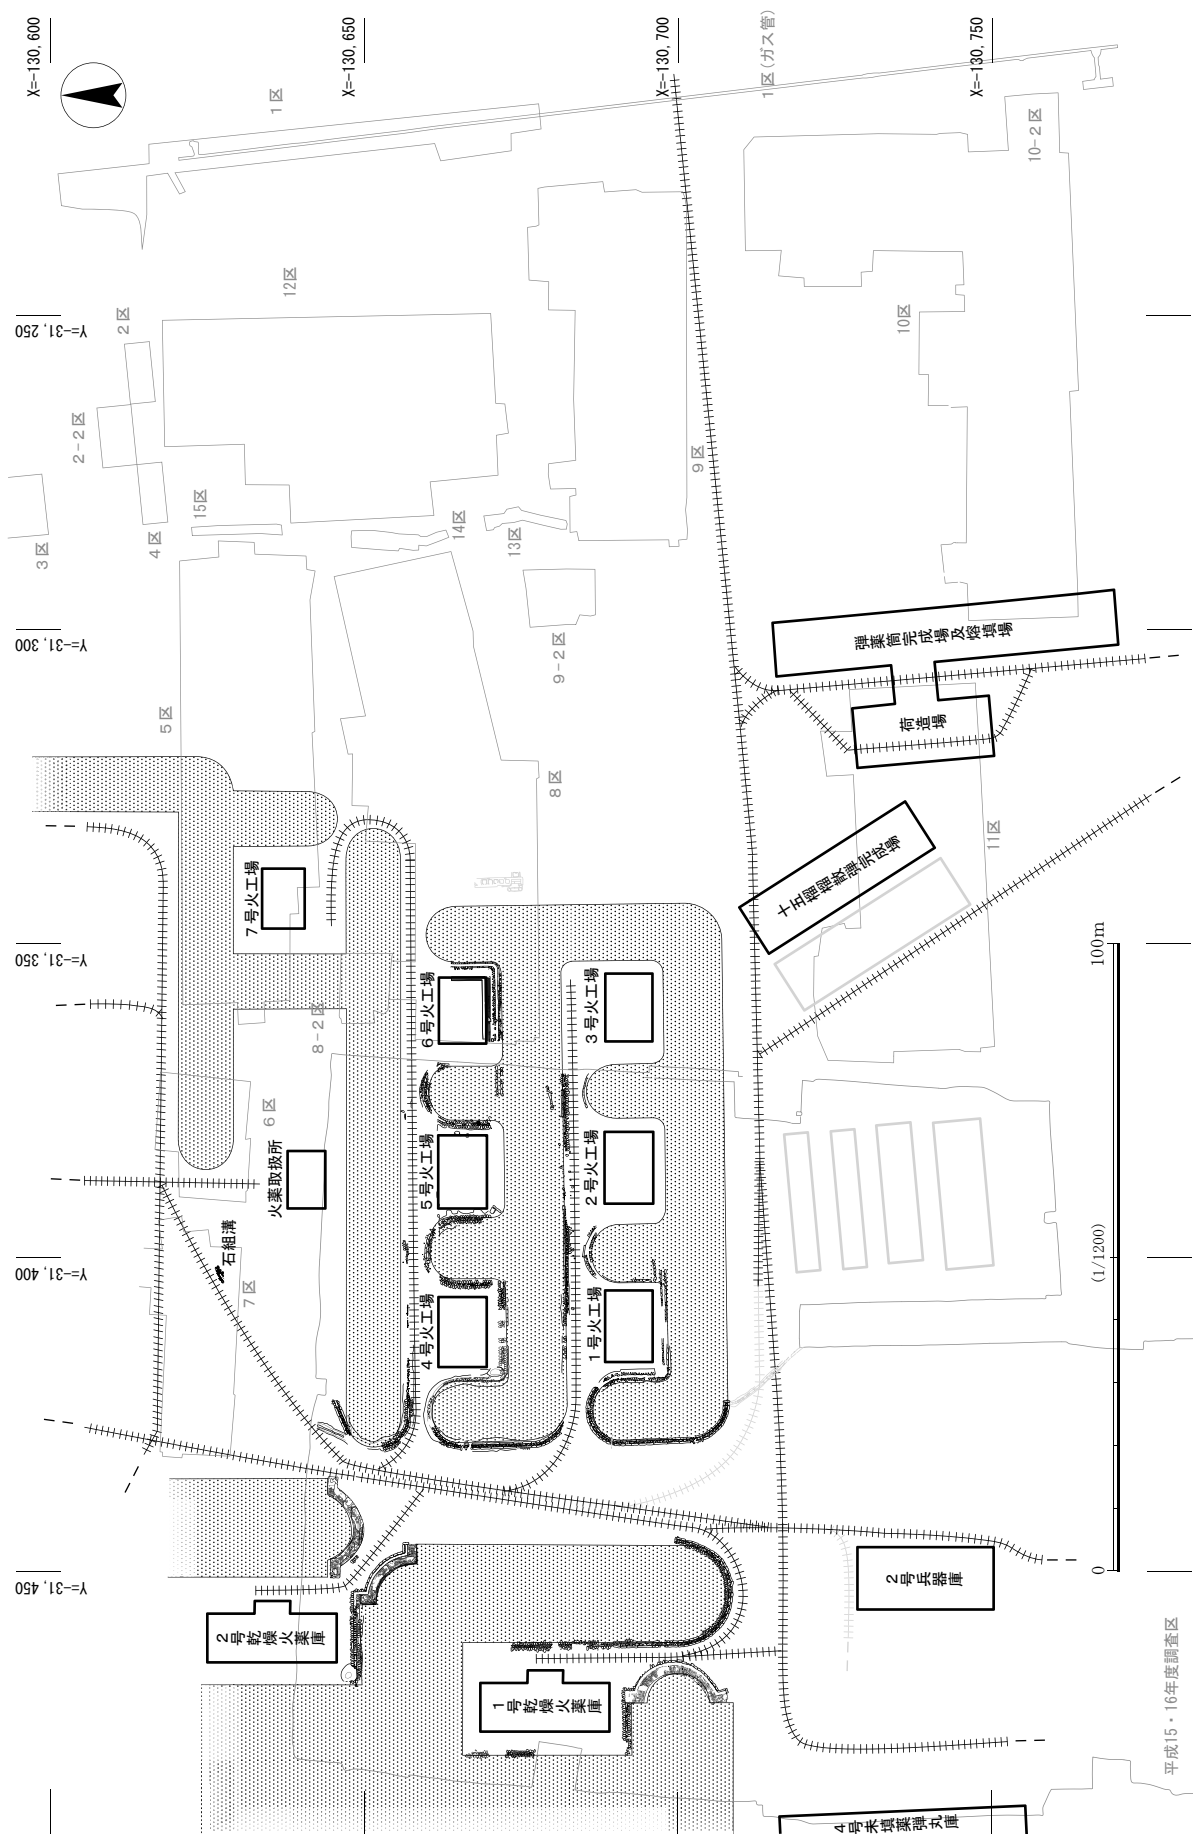 X=-130,600
X=-130,650
X=-130,700
X=-130,750
1区
1区(ガス管)
10-2区
12区
2区
Y=-31,250
10区
2-2区
9区
15区
14区
13区
4区
3区
Y=-31,300
弾薬筒完成場及熔填場
9-2区
5区
荷造場
8区
11区
十五榴榴散弾完成場
7号火工場
Y=-31,350
100m
6号火工場
3号火工場
8-2区
6区
火薬取扱所
5号火工場
2号火工場
石組溝
7区
Y=-31,400
(1/1200)
4号火工場
1号火工場
0
Y=-31,450
2号兵器庫
2号乾燥火薬庫
1号乾燥火薬庫
平成15・16年度調査区
4号未填薬弾丸庫